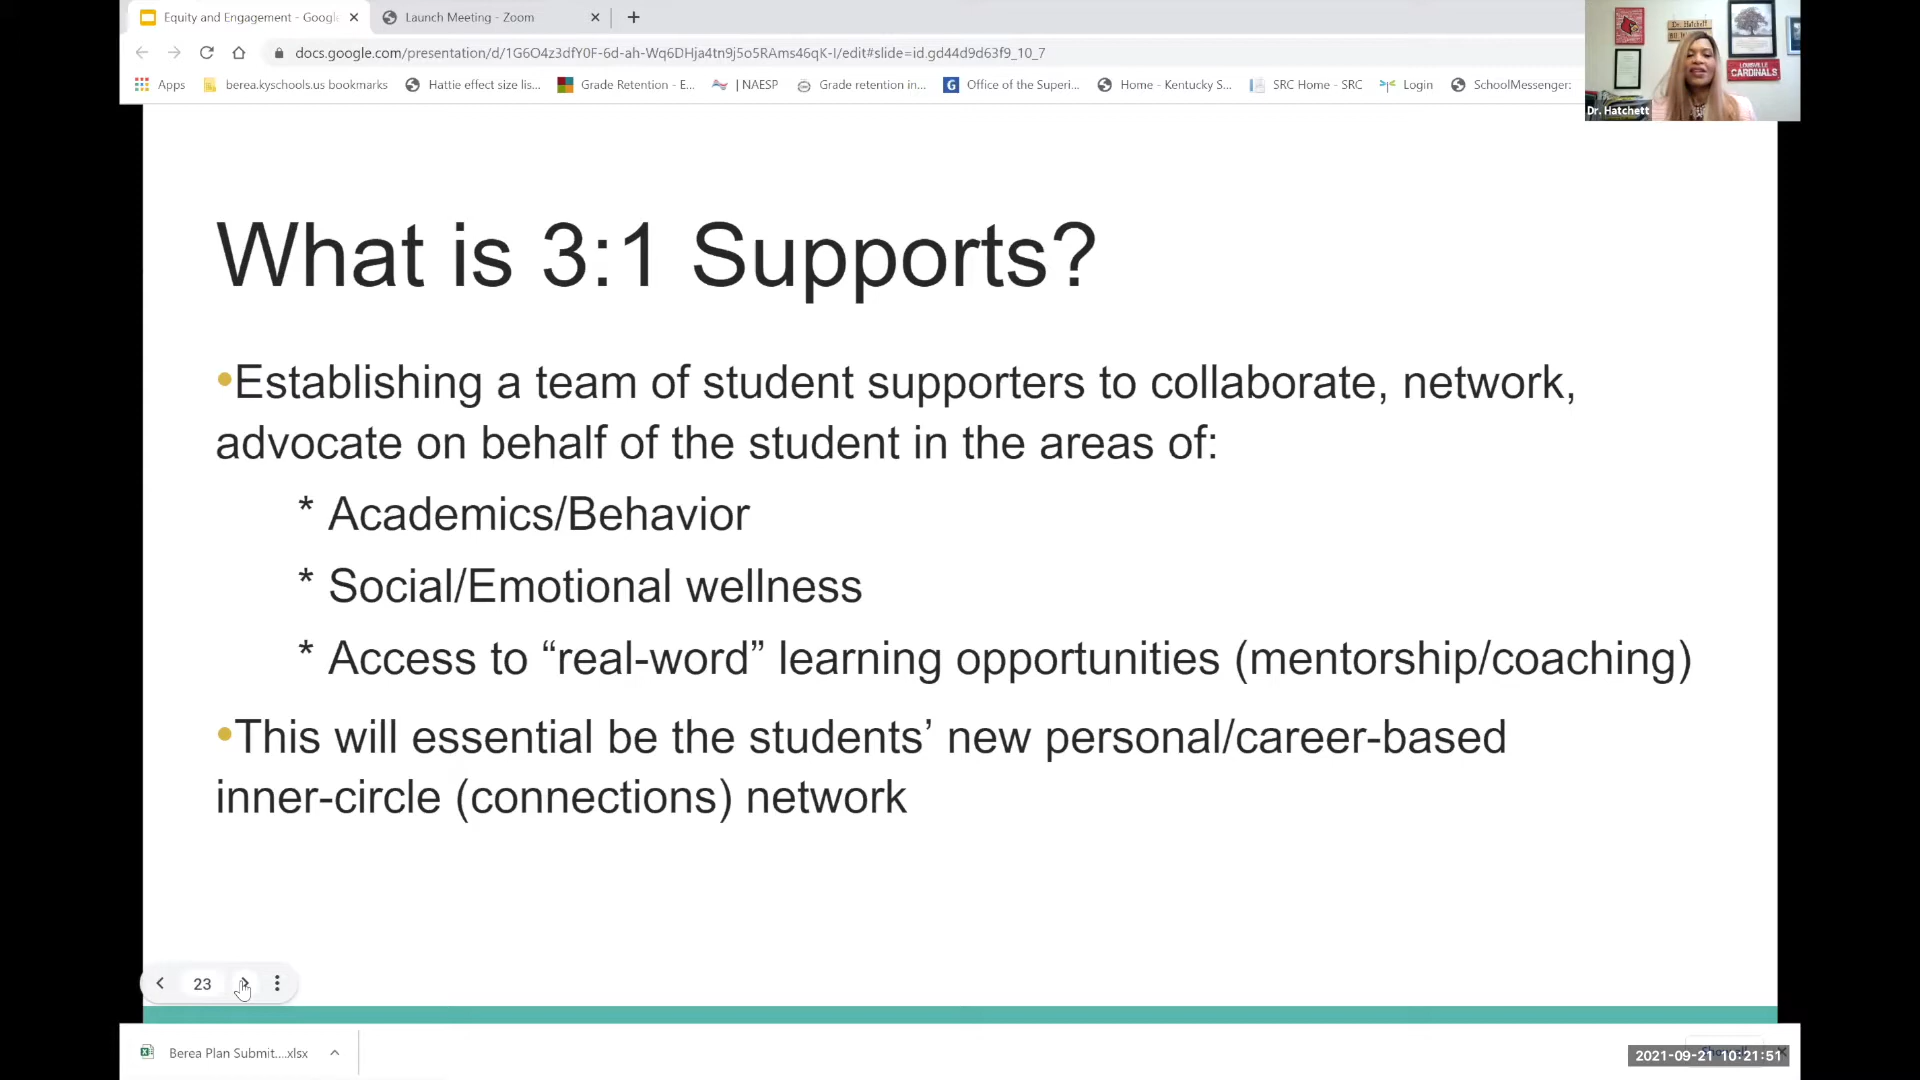 Equity and Engagement - Google
Launch Meeting - Zoom
docs.google.com/presentation/d/1G6O4z3dfY0F-6d-ah-Wq6DHja4tn9j5o5RAms46qK-I/edit#slide=id.gd44d9d63f9_10_7
Apps
berea.kyschools.us bookmarks
Hattie effect size lis...
Grade Retention - E...
| NAESP
Grade retention in...
Office of the Superi...
Home - Kentucky S...
SRC Home - SRC
Login
SchoolMessenger:
Dr. Hatchett
LOUISVILLE
CARDINALS
Dr. Hatchett
What is 3:1 Supports?
•Establishing a team of student supporters to collaborate, network,
advocate on behalf of the student in the areas of:
* Academics/Behavior
* Social/Emotional wellness
* Access to “real-word” learning opportunities (mentorship/coaching)
•This will essential be the students’ new personal/career-based
inner-circle (connections) network
23
Berea Plan Submit....xlsx
2021-09-21 10:21:51